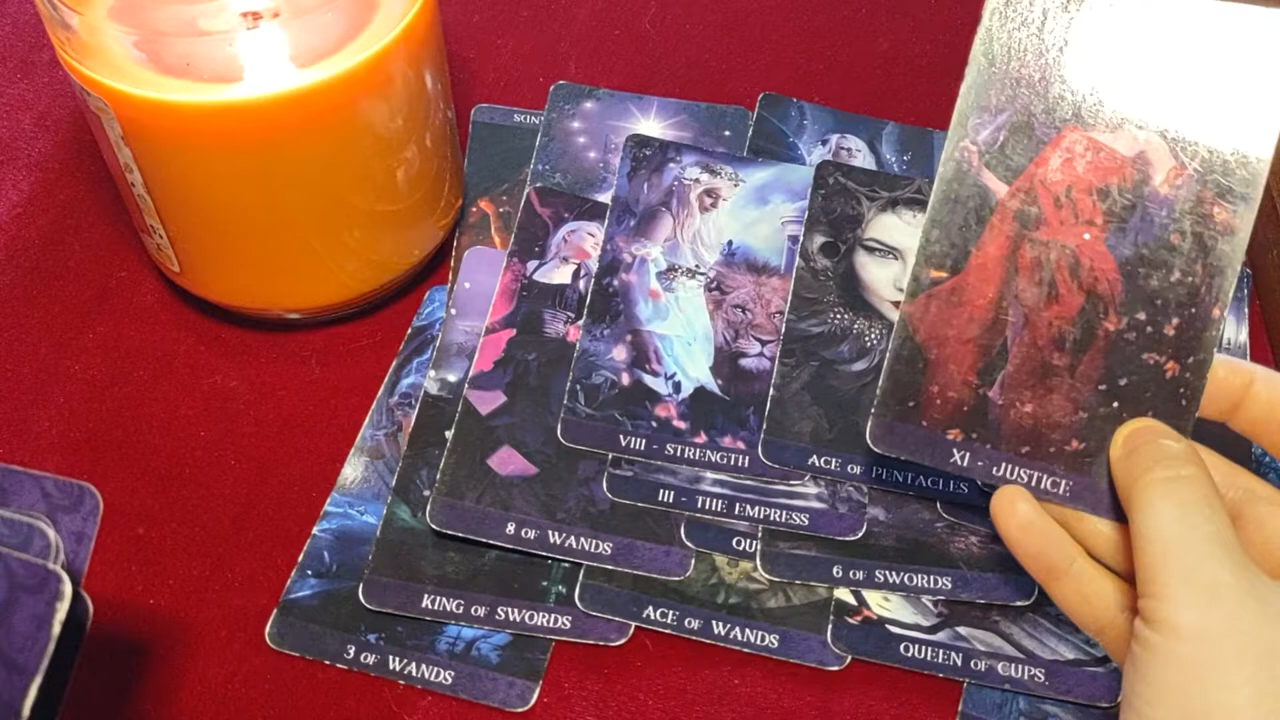 VIII - STRENGTH
ACE OF PENTACLES
XI - JUSTICE
III - THE EMPRESS
8 OF WANDS
QU
6 OF SWORDS
KING OF SWORDS
ACE OF WANDS
QUEEN OF CUPS.
3 OF WANDS